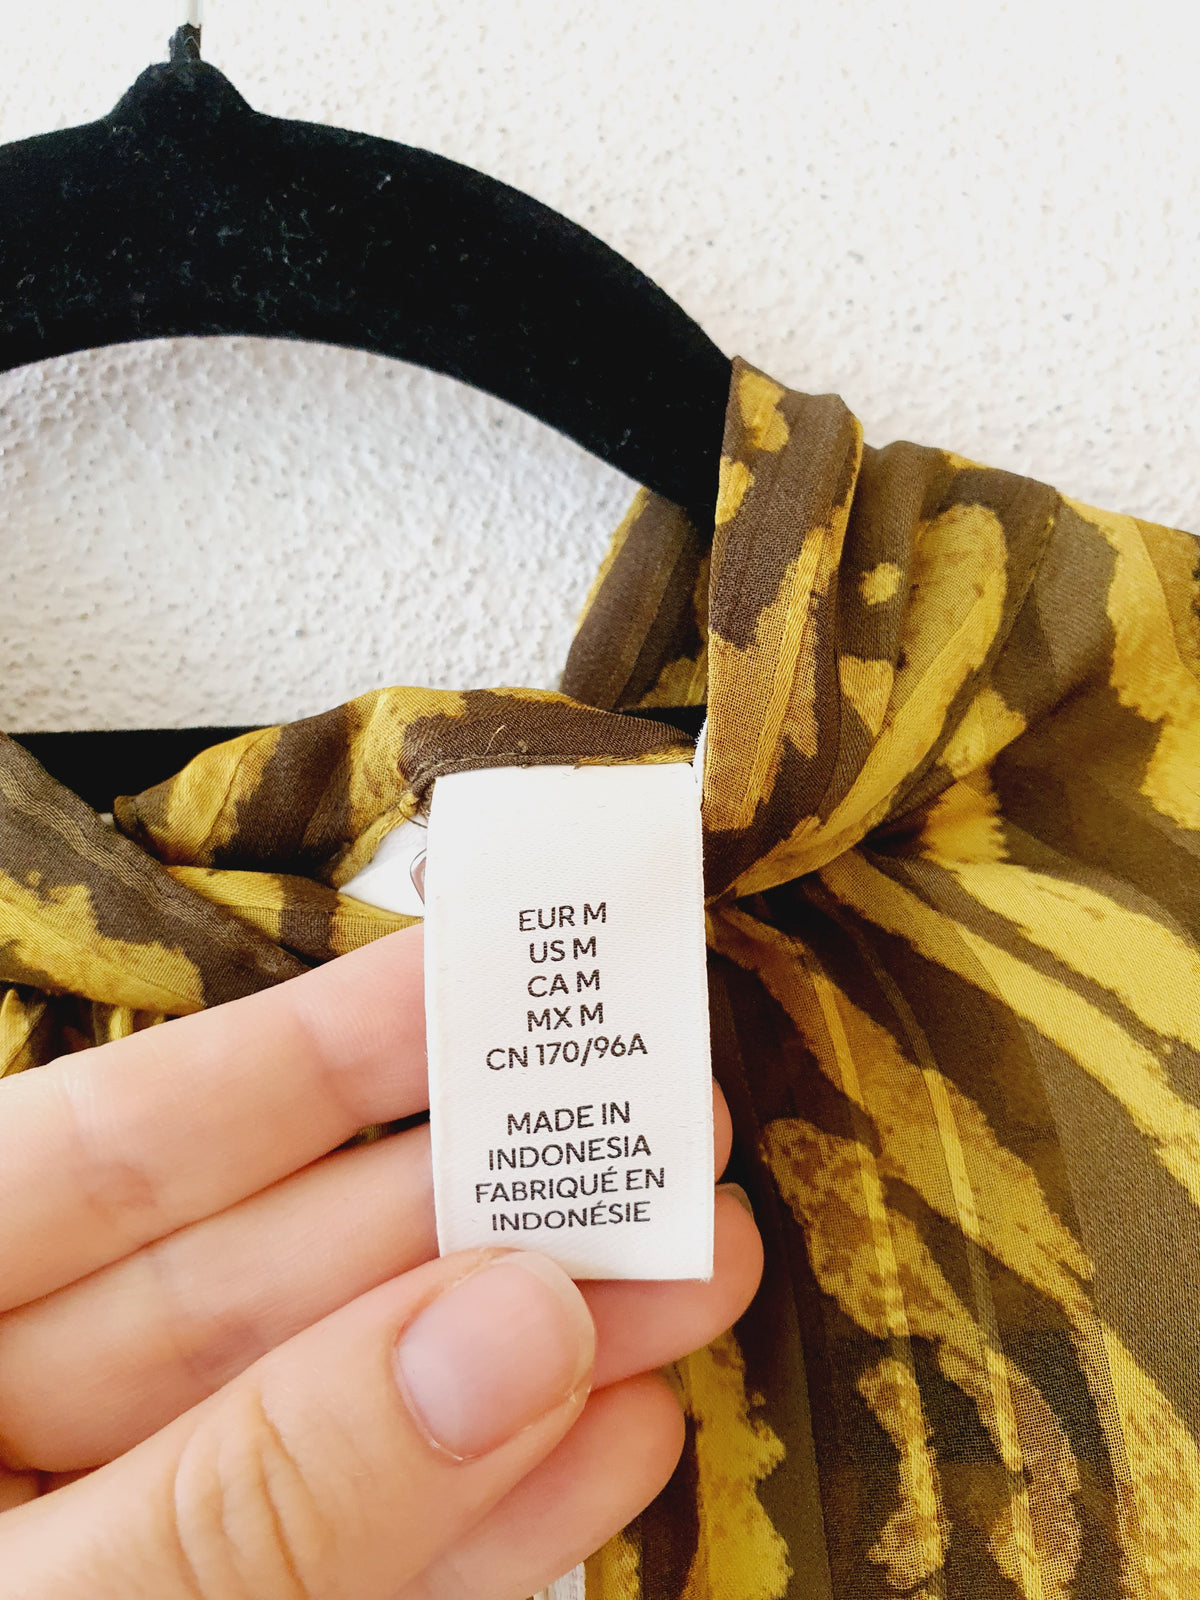 EUR M
US M
CA M
MX M
CN 170/96A
MADE IN
INDONESIA
FABRIQUÉ EN
INDONÉSIE